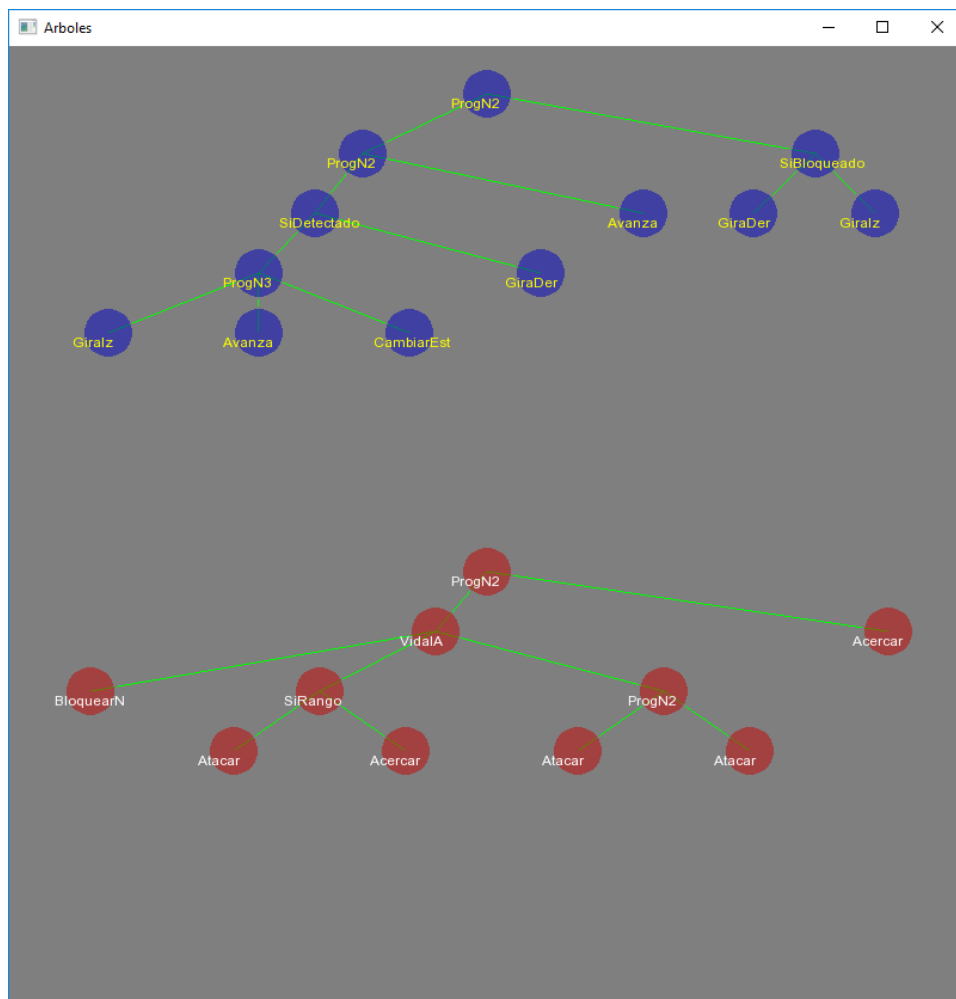 Arboles
ProgN2
ProgN2
SiBloqueado
SiDetectado
Avanza
GiraDer
GiraIz
ProgN3
GiraDer
GiraIz
Avanza
CambiarEst
ProgN2
VidaIA
Acercar
BloquearN
SiRango
ProgN2
Atacar
Acercar
Atacar
Atacar